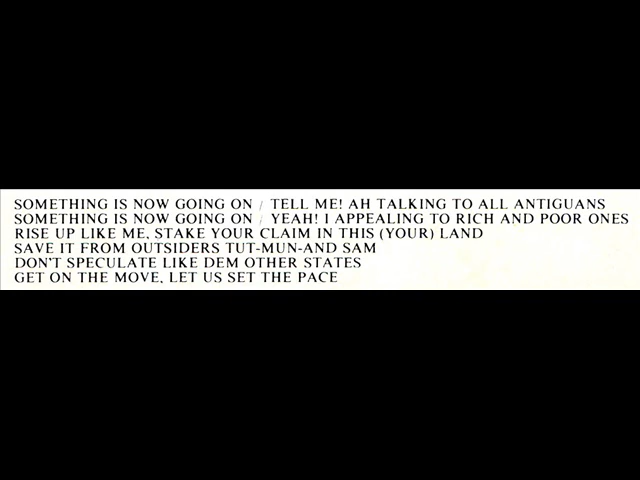 SOMETHING IS NOW GOING ON / TELL ME! AH TALKING TO ALL ANTIGUANS
SOMETHING IS NOW GOING ON / YEAH! I APPEALING TO RICH AND POOR ONES
RISE UP LIKE ME, STAKE YOUR CLAIM IN THIS (YOUR) LAND
SAVE IT FROM OUTSIDERS TUT-MUN-AND SAM
DON'T SPECULATE LIKE DEM OTHER STATES
GET ON THE MOVE, LET US SET THE PACE